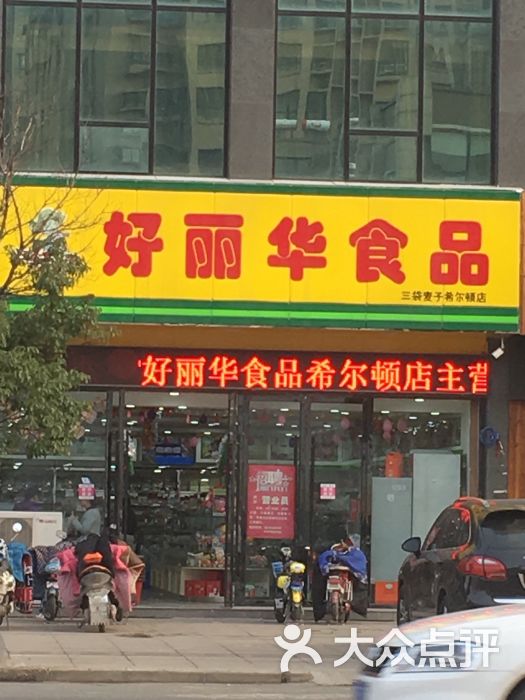 好丽华食品
三袋麦子希尔顿店
好丽华食品希尔顿店主营
招聘
营业员
大众点评